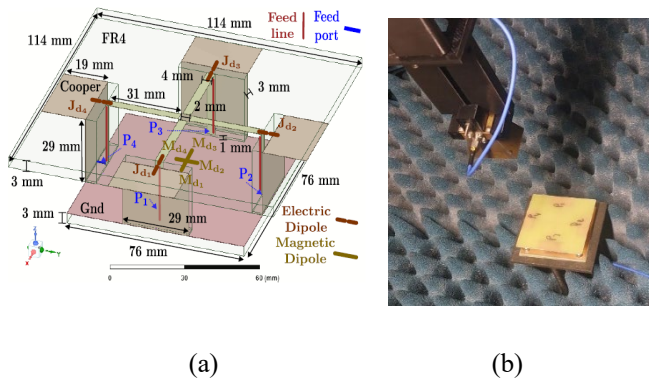 114 mm
Feed line
Feed port
114 mm
FR4
Jd3
4 mm
3 mm
19 mm
Cooper
31 mm
Jd4
2 mm
Jd2
P3
1 mm
29 mm
Md4
Md3
Md2
Md1
P4
Jd1
P2
3 mm
P1
76 mm
3 mm
Gnd
29 mm
Electric Dipole
Magnetic Dipole
76 mm
Z
Y
X
0
30
60 (mm)
(a)
(b)